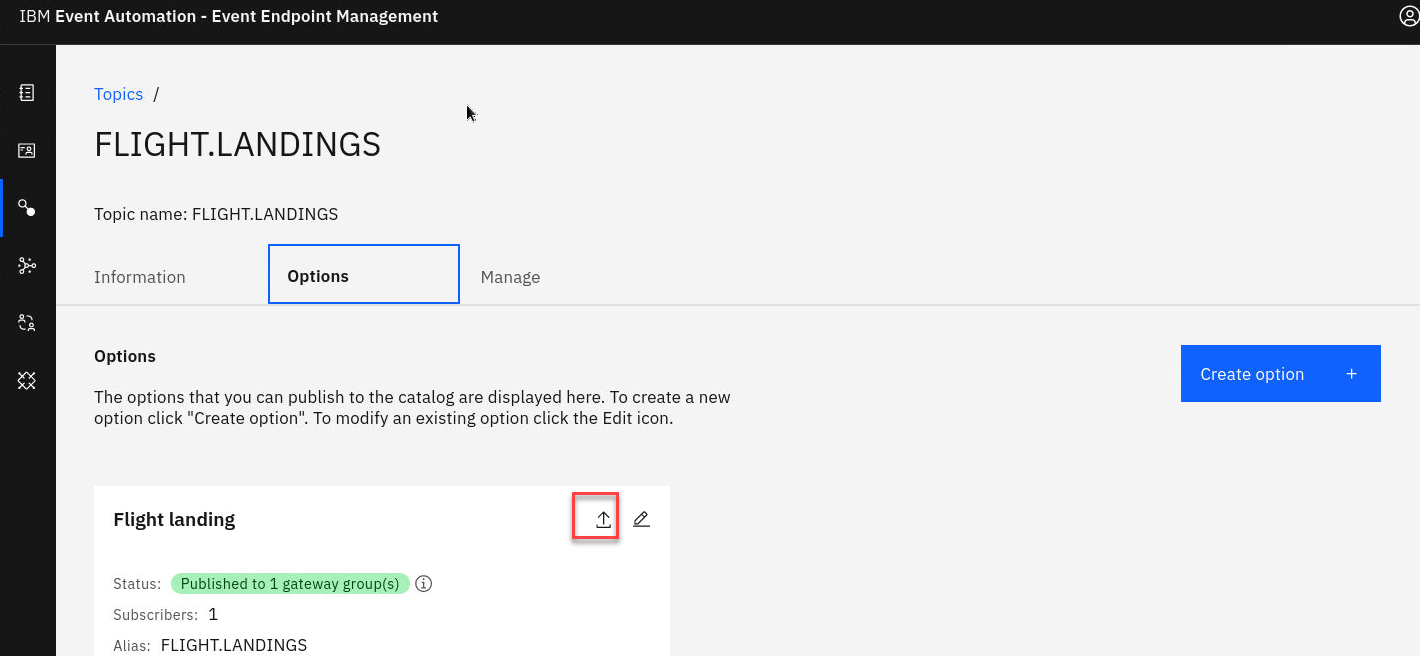 IBM Event Automation - Event Endpoint Management
Topics /
FLIGHT.LANDINGS
Topic name: FLIGHT.LANDINGS
Information Options Manage
Options
Create option +
The options that you can publish to the catalog are displayed here. To create a new
option click "Create option". To modify an existing option click the Edit icon.
Flight landing
Status: Published to 1 gateway group(s)
Subscribers: 1
Alias: FLIGHT.LANDINGS